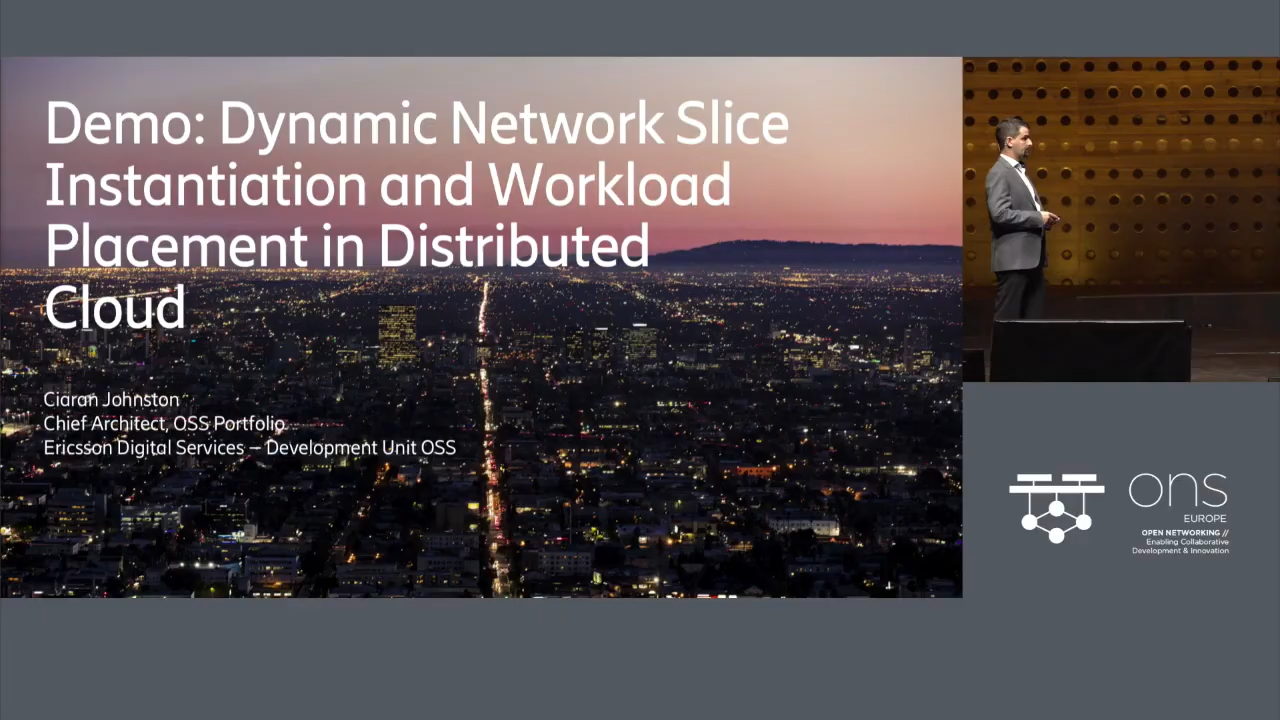 Demo: Dynamic Network Slice
Instantiation and Workload
Placement in Distributed
Cloud
Ciaran Johnston
Chief Architect, OSS Portfolio
Ericsson Digital Services – Development Unit OSS
ons
EUROPE
OPEN NETWORKING //
Enabling Collaborative
Development & Innovation